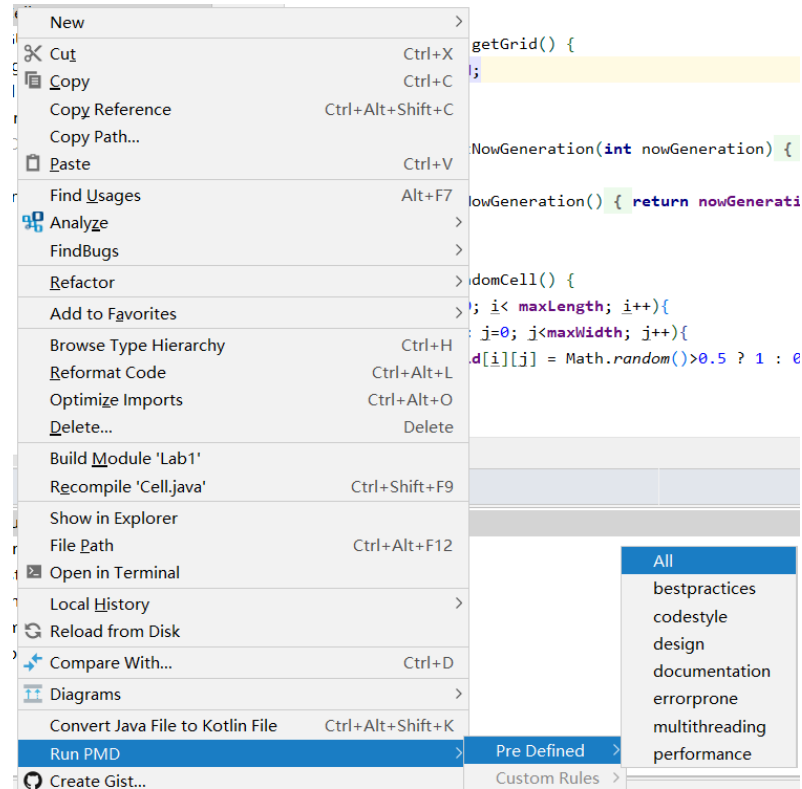 New
Cut Ctrl+X
Copy Ctrl+C
Copy Reference Ctrl+Alt+Shift+C
Copy Path...
Paste Ctrl+V
Find Usages Alt+F7
Analyze
FindBugs
Refactor
Add to Favorites
Browse Type Hierarchy Ctrl+H
Reformat Code Ctrl+Alt+L
Optimize Imports Ctrl+Alt+O
Delete... Delete
Build Module 'Lab1'
Recompile 'Cell.java' Ctrl+Shift+F9
Show in Explorer
File Path Ctrl+Alt+F12
Open in Terminal
Local History
Reload from Disk
Compare With... Ctrl+D
Diagrams
Convert Java File to Kotlin File Ctrl+Alt+Shift+K
Run PMD
Create Gist...
Pre Defined
Custom Rules
All
bestpractices
codestyle
design
documentation
errorprone
multithreading
performance
getGrid() {
;
NowGeneration(int nowGeneration) {
NowGeneration() { return nowGenerati
domCell() {
; i< maxLength; i++){
j=0; j<maxWidth; j++){
d[i][j] = Math.random()>0.5 ? 1 : 0